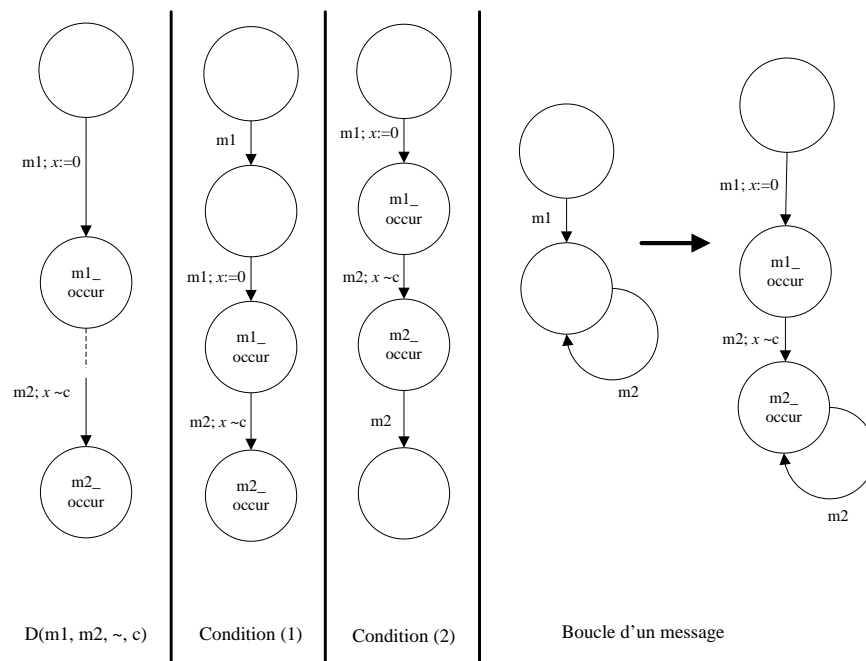 m1; x:=0
m1_
occur
m2; x ~c
m2_
occur
D(m1, m2, ~, c)
m1
m1; x:=0
m1_
occur
m2; x ~c
m2_
occur
Condition (1)
m1; x:=0
m1_
occur
m2; x ~c
m2_
occur
m2
Condition (2)
m1
m2
m1; x:=0
m1_
occur
m2; x ~c
m2_
occur
m2
Boucle d’un message